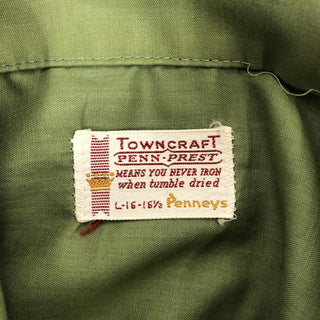 TOWNCRAFT
PENN-PREST
MEANS YOU NEVER IRON
when tumble dried
L-16-16½ Penneys